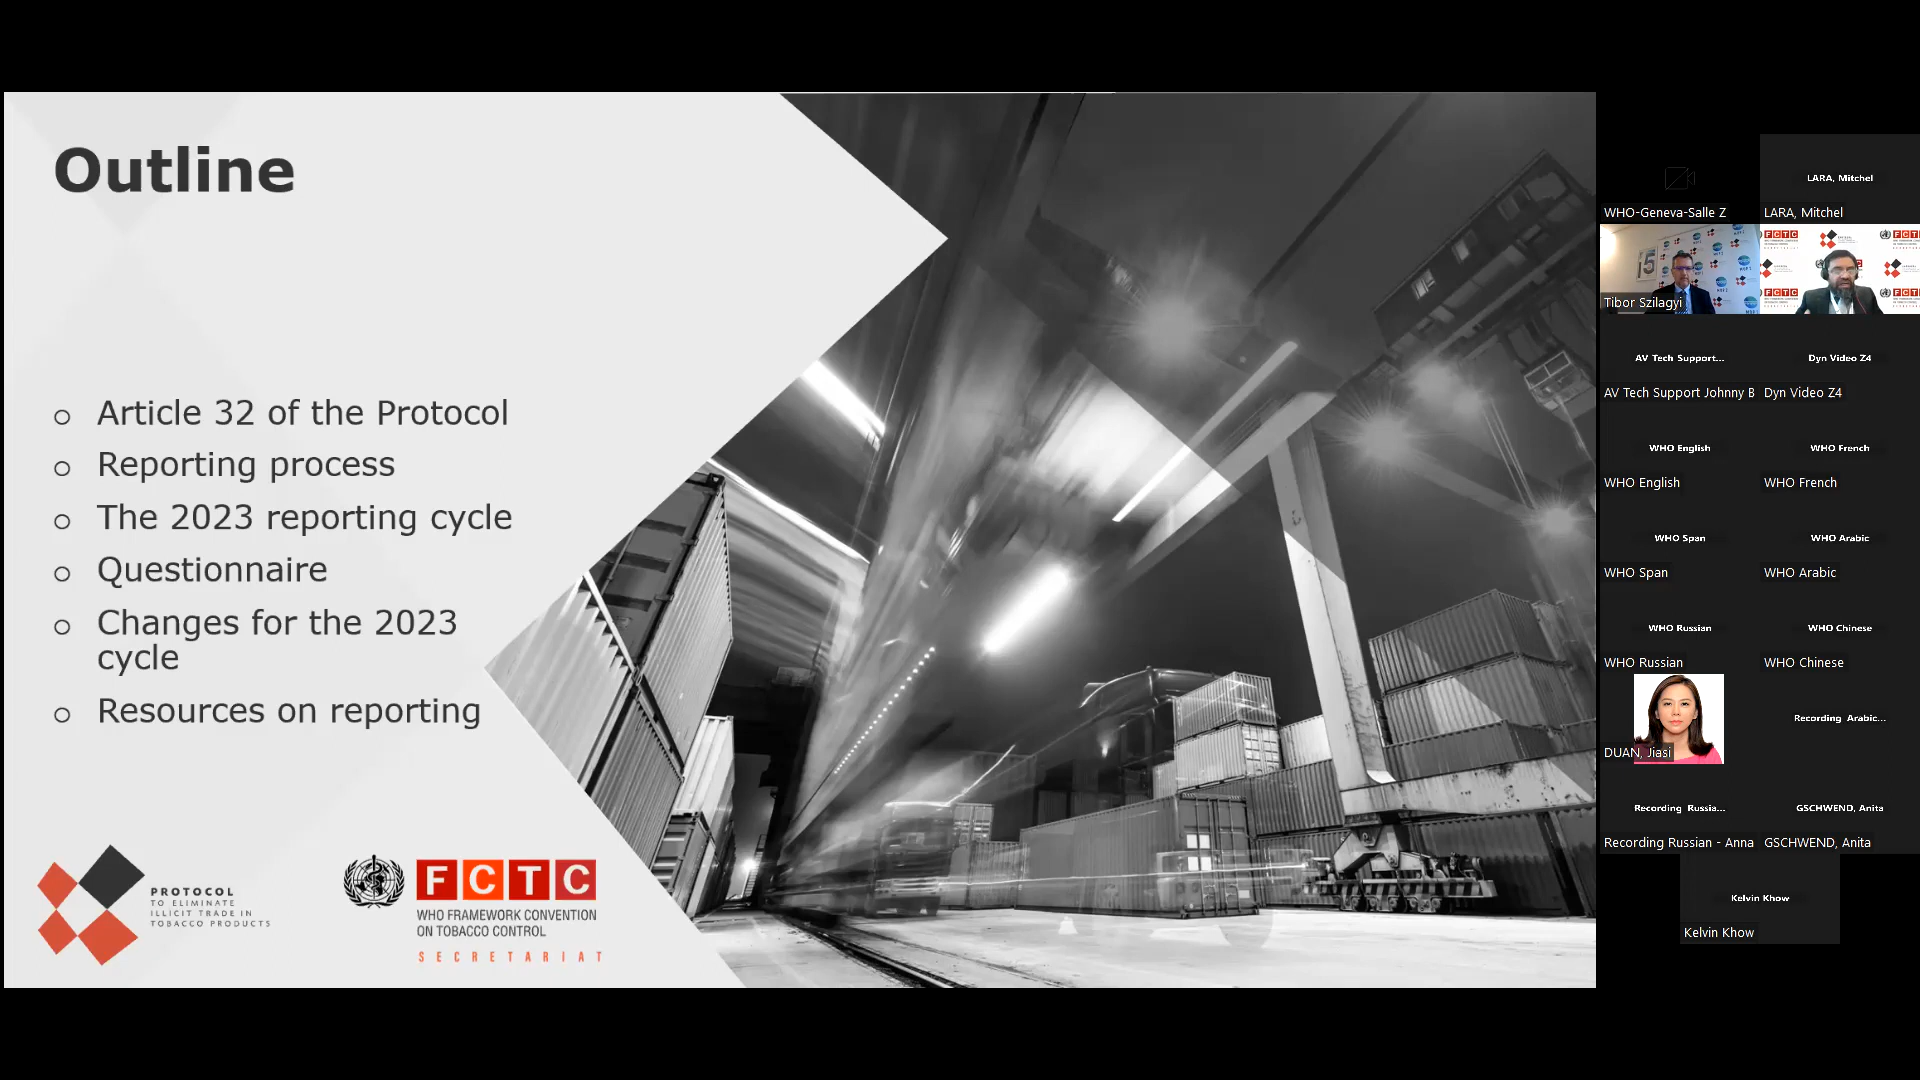 Outline
Article 32 of the Protocol
Reporting process
The 2023 reporting cycle
Questionnaire
Changes for the 2023
cycle
Resources on reporting
PROTOCOL
TO ELIMINATE
ILLICIT TRADE IN
TOBACCO PRODUCTS
FCTC
WHO FRAMEWORK CONVENTION
ON TOBACCO CONTROL
SECRETARIAT
WHO-Geneva-Salle Z
LARA, Mitchel
LARA, Mitchel
15
Tibor Szilagyi
FCTC
FCTC
FCTC
FCTC
AV Tech Support...
AV Tech Support Johnny B
Dyn Video Z4
Dyn Video Z4
WHO English
WHO English
WHO French
WHO French
WHO Span
WHO Span
WHO Arabic
WHO Arabic
WHO Russian
WHO Russian
WHO Chinese
WHO Chinese
DUAN, Jiasi
Recording Arabic...
Recording Russia...
Recording Russian - Anna
GSCHWEND, Anita
GSCHWEND, Anita
Kelvin Khow
Kelvin Khow